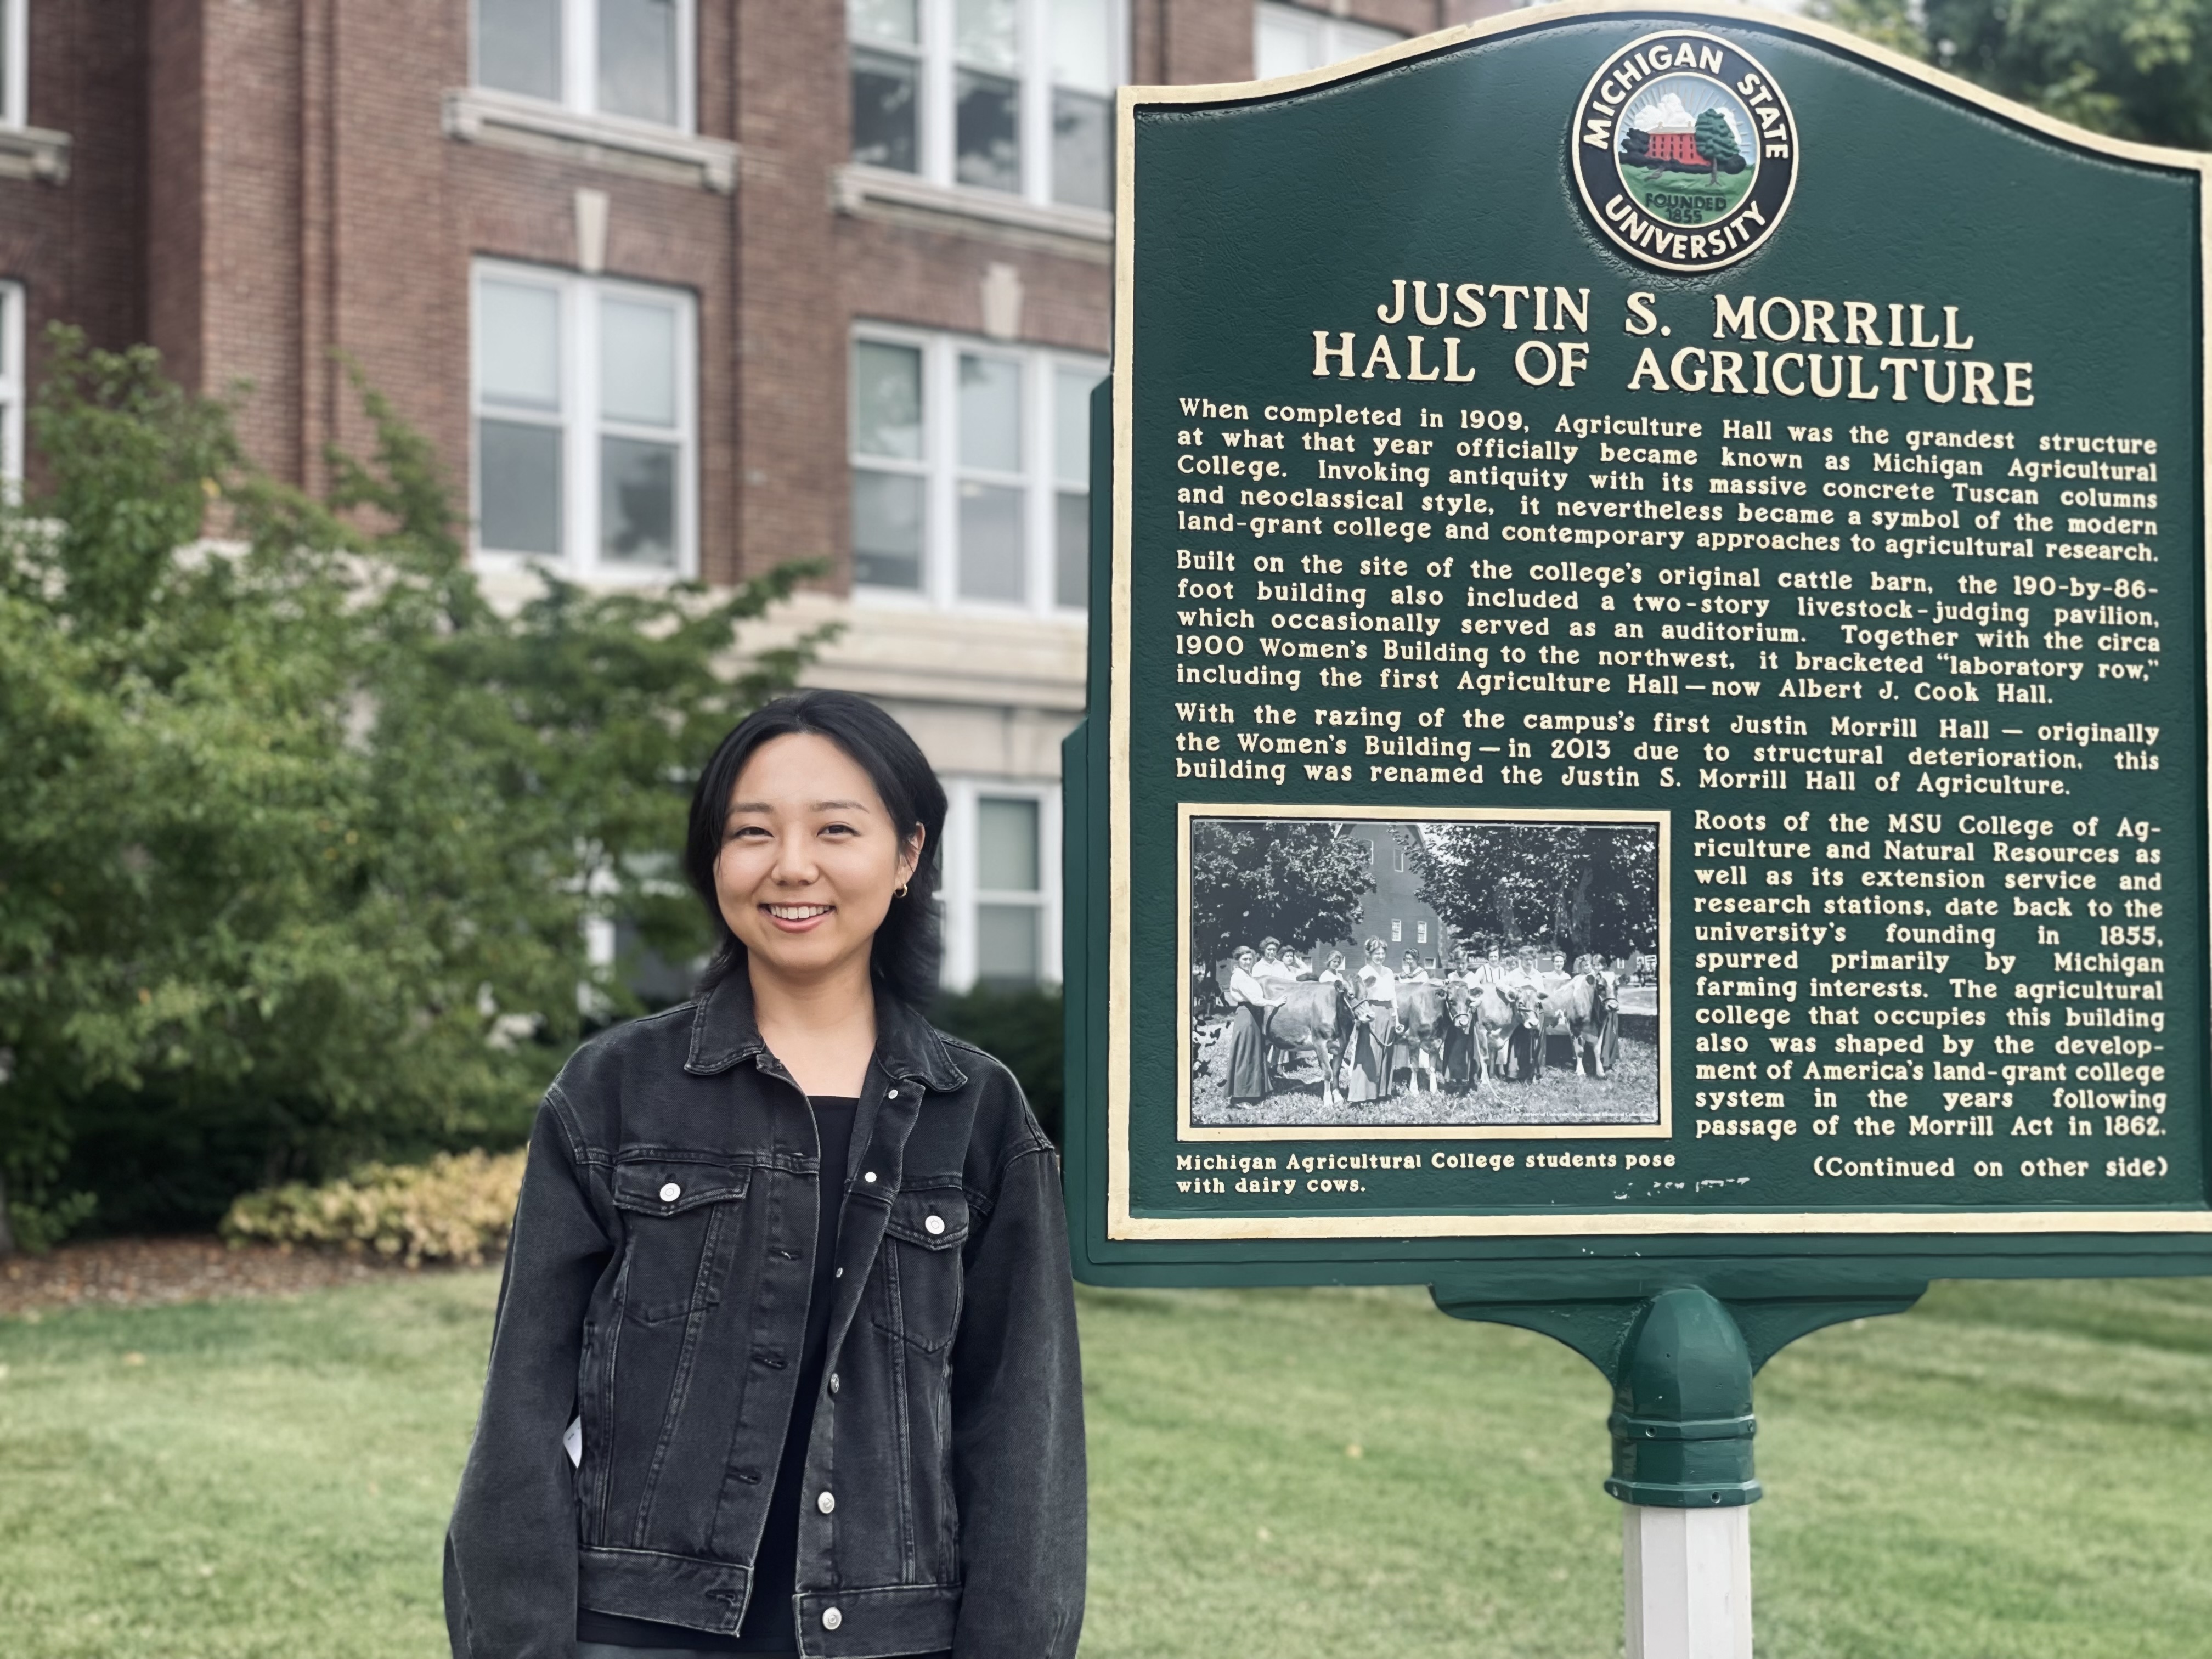 MICHIGAN STATE
UNIVERSITY
FOUNDED
1855
JUSTIN S. MORRILL
HALL OF AGRICULTURE
When completed in 1909, Agriculture Hall was the grandest structure
at what that year officially became known as Michigan Agricultural
College. Invoking antiquity with its massive concrete Tuscan columns
and neoclassical style, it nevertheless became a symbol of the modern
land-grant college and contemporary approaches to agricultural research.
Built on the site of the college's original cattle barn, the 190-by-86-
foot building also included a two-story livestock-judging pavilion,
which occasionally served as an auditorium. Together with the circa
1900 Women's Building to the northwest, it bracketed "laboratory row,"
including the first Agriculture Hall — now Albert J. Cook Hall.
With the razing of the campus's first Justin Morrill Hall — originally
the Women's Building — in 2013 due to structural deterioration, this
building was renamed the Justin S. Morrill Hall of Agriculture.
Roots of the MSU College of Ag-
riculture and Natural Resources as
well as its extension service and
research stations, date back to the
university's founding in 1855,
spurred primarily by Michigan
farming interests. The agricultural
college that occupies this building
also was shaped by the develop-
ment of America's land-grant college
system in the years following
passage of the Morrill Act in 1862.
Michigan Agricultural College students pose
with dairy cows.
(Continued on other side)